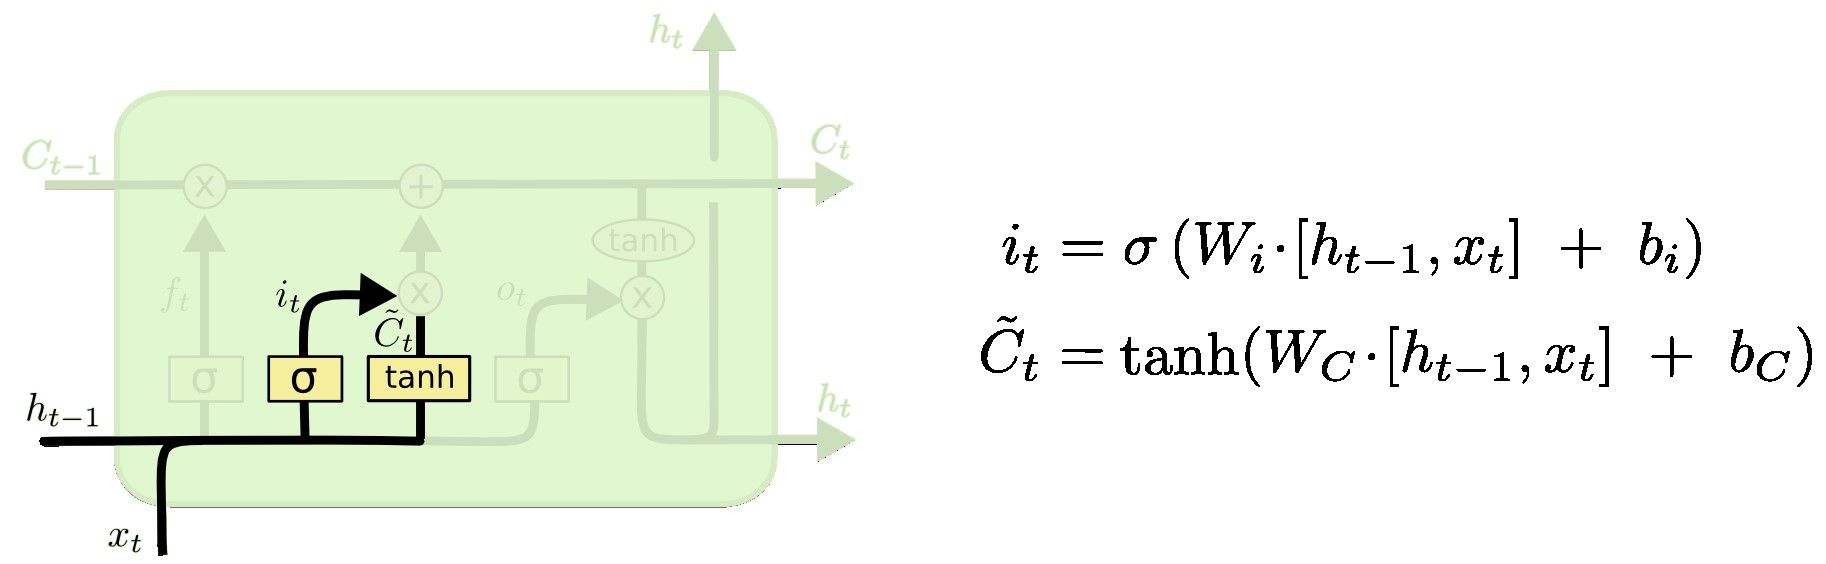 h_t
C_{t-1}
C_t
x
+
tanh
f_t
i_t
x
o_t
x
C̃_t
σ
σ
tanh
σ
h_{t-1}
h_t
x_t
i_t = σ (W_i·[h_{t-1}, x_t] + b_i)
C̃_t = tanh(W_C·[h_{t-1}, x_t] + b_C)